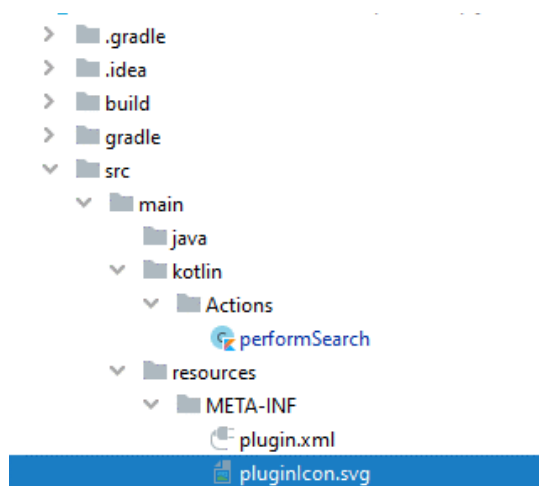 .gradle
.idea
build
gradle
src
main
java
kotlin
Actions
performSearch
resources
META-INF
plugin.xml
pluginIcon.svg